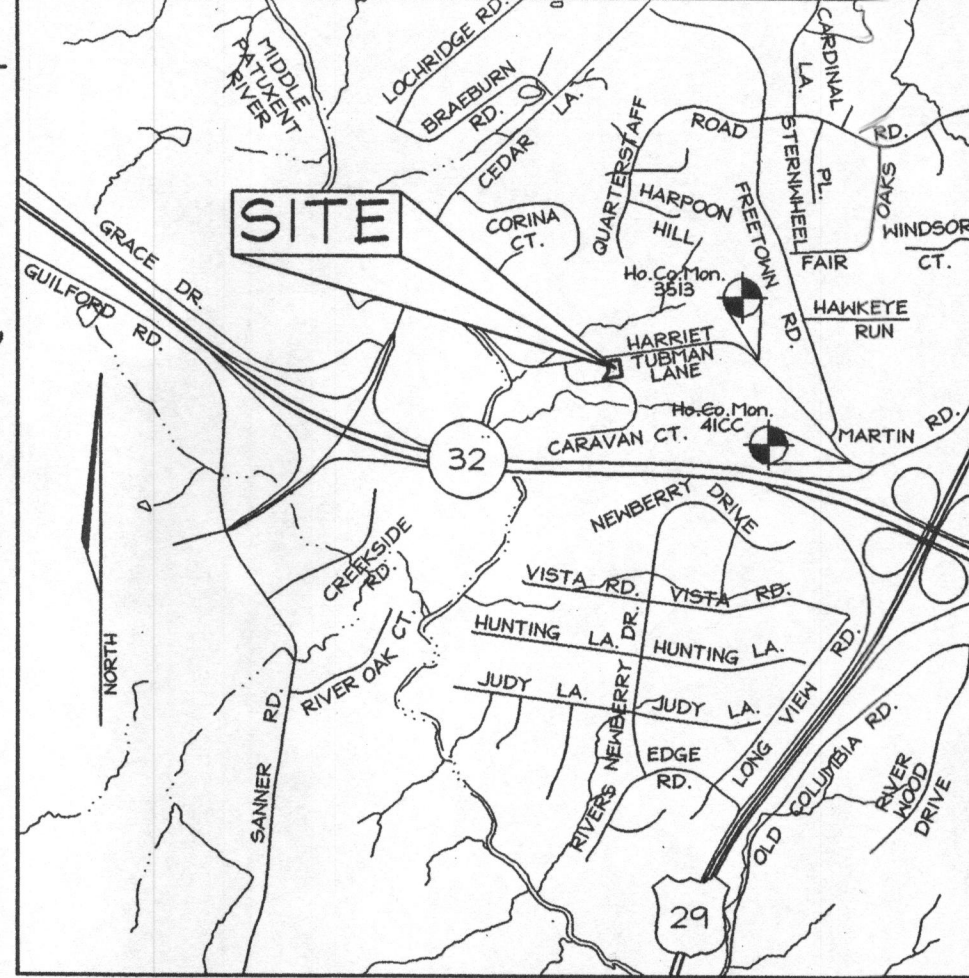 MIDDLE
PATUXENT
RIVER
LOCHRIDGE RD.
BRAEBURN
RD.
CEDAR
LA.
CARDINAL
LA.
QUARTERSTAFF
ROAD
STERNWHEEL
PL.
RD.
OAKS
FAIR
WINDSOR
CT.
HARPOON
HILL
FREETOWN
RD.
CORINA
CT.
SITE
GRACE DR.
GUILFORD RD.
Ho.Co.Mon.
3513
HAWKEYE
RUN
HARRIET
TUBMAN
LANE
Ho.Co.Mon.
41CC
CARAVAN CT.
MARTIN RD.
32
NEWBERRY DRIVE
CREEKSIDE
RD.
VISTA RD. VISTA RD.
HUNTING LA. HUNTING LA.
JUDY LA. JUDY LA.
NEWBERRY DR.
RIVER OAK CT.
NORTH
SANNER RD.
RIVERS
EDGE
RD.
LONG VIEW RD.
OLD COLUMBIA RD.
RIVER
WOOD
DRIVE
29